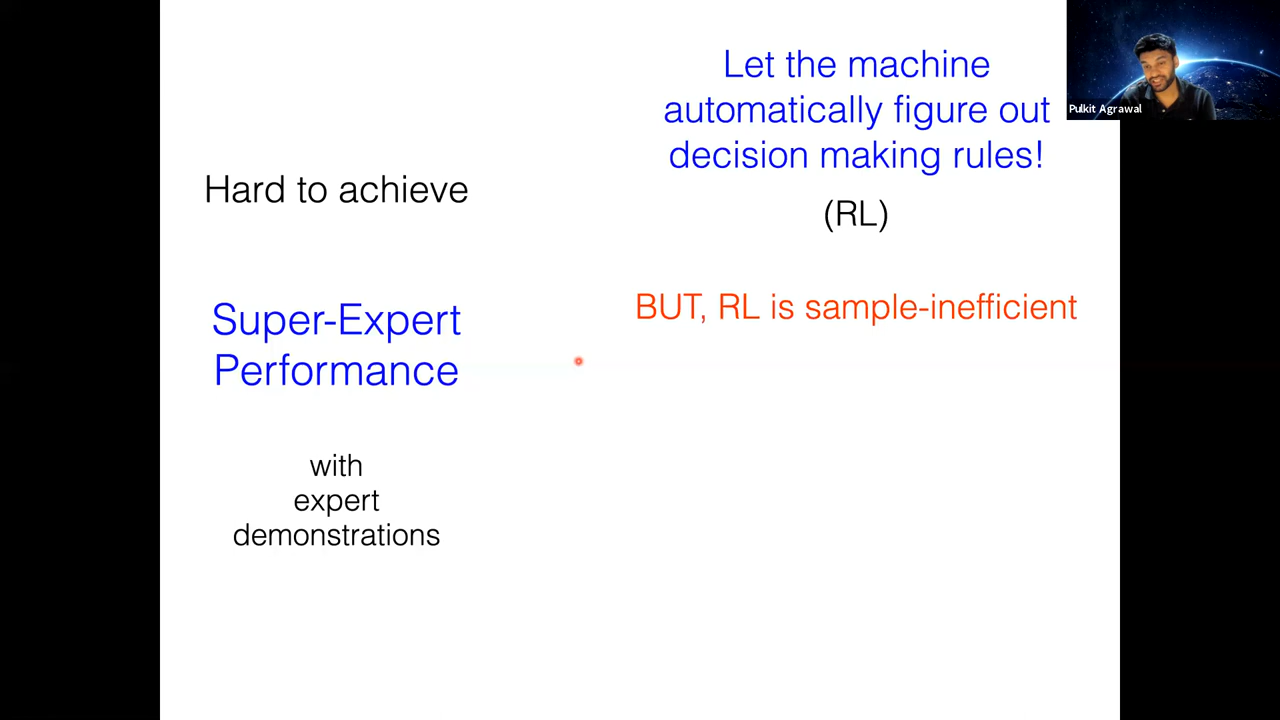 Hard to achieve
Super-Expert
Performance
with
expert
demonstrations
Let the machine
automatically figure out
decision making rules!
(RL)
BUT, RL is sample-inefficient
Pulkit Agrawal